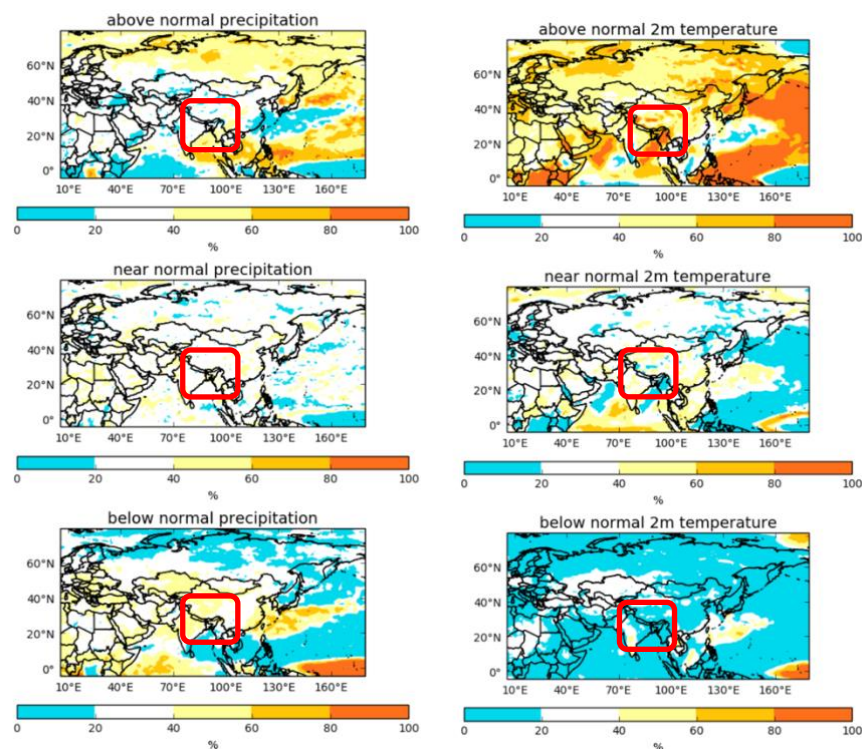 above normal precipitation
60°N
40°N
20°N
0°
10°E 40°E 70°E 100°E 130°E 160°E
0 20 40 60 80 100
%
above normal 2m temperature
60°N
40°N
20°N
0°
10°E 40°E 70°E 100°E 130°E 160°E
0 20 40 60 80 100
%
near normal precipitation
60°N
40°N
20°N
0°
10°E 40°E 70°E 100°E 130°E 160°E
0 20 40 60 80 100
%
near normal 2m temperature
60°N
40°N
20°N
0°
10°E 40°E 70°E 100°E 130°E 160°E
0 20 40 60 80 100
%
below normal precipitation
60°N
40°N
20°N
0°
10°E 40°E 70°E 100°E 130°E 160°E
0 20 40 60 80 100
%
below normal 2m temperature
60°N
40°N
20°N
0°
10°E 40°E 70°E 100°E 130°E 160°E
0 20 40 60 80 100
%